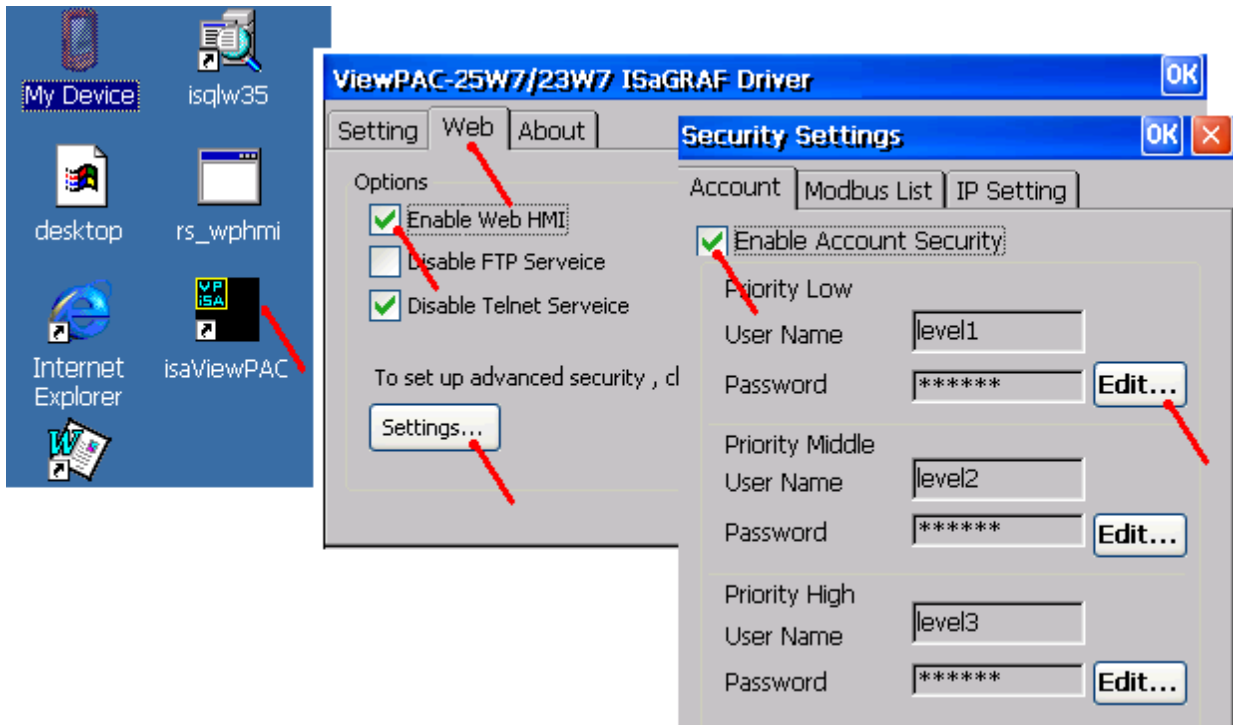 My Device
isqlw35
desktop
rs_wphmi
Internet
Explorer
VP
iSA
isaViewPAC
W
ViewPAC-25W7/23W7 ISaGRAF Driver
OK
Setting
Web
About
Options
Enable Web HMI
Disable FTP Serveice
Disable Telnet Serveice
To set up advanced security , cl
Settings...
Security Settings
OK
Account
Modbus List
IP Setting
Enable Account Security
Priority Low
User Name
level1
Password
******
Edit...
Priority Middle
User Name
level2
Password
******
Edit...
Priority High
User Name
level3
Password
******
Edit...